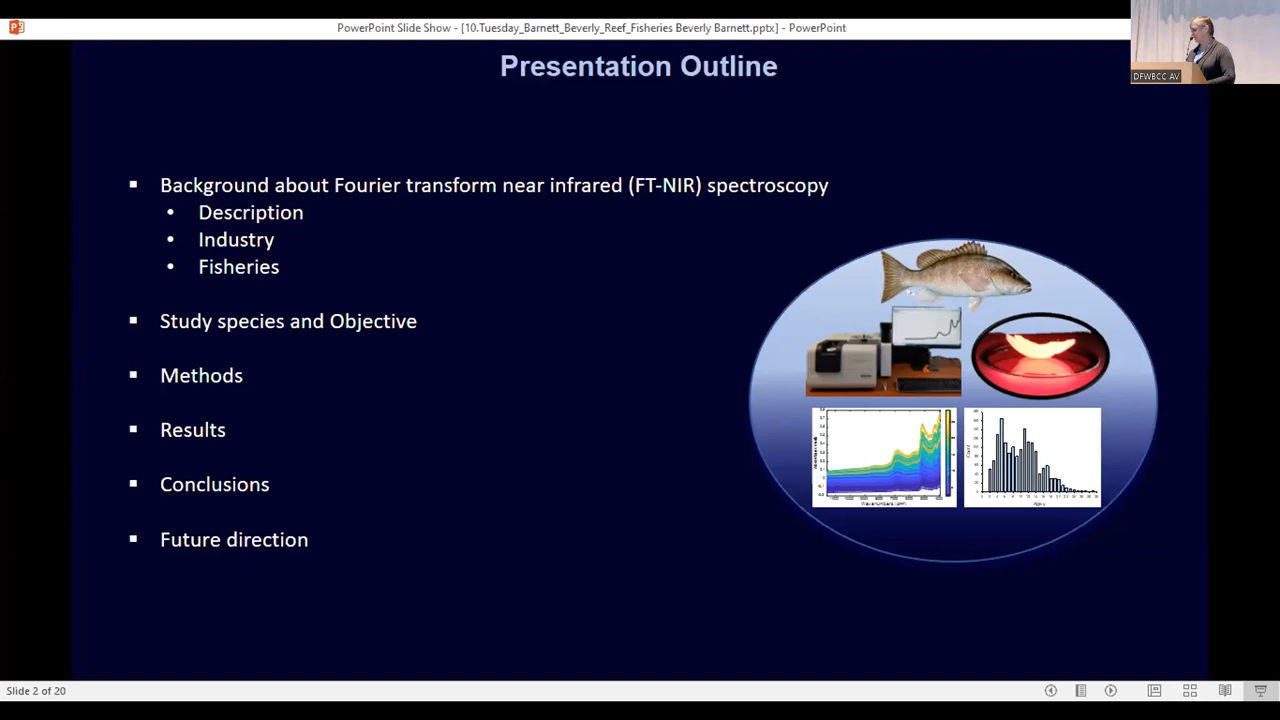 PowerPoint Slide Show - [10.Tuesday_Barnett_Beverly_Reef_Fisheries Beverly Barnett.pptx] - PowerPoint
DFWBCC AV
Presentation Outline
▪ Background about Fourier transform near infrared (FT-NIR) spectroscopy
• Description
• Industry
• Fisheries
▪ Study species and Objective
▪ Methods
▪ Results
▪ Conclusions
▪ Future direction
Slide 2 of 20